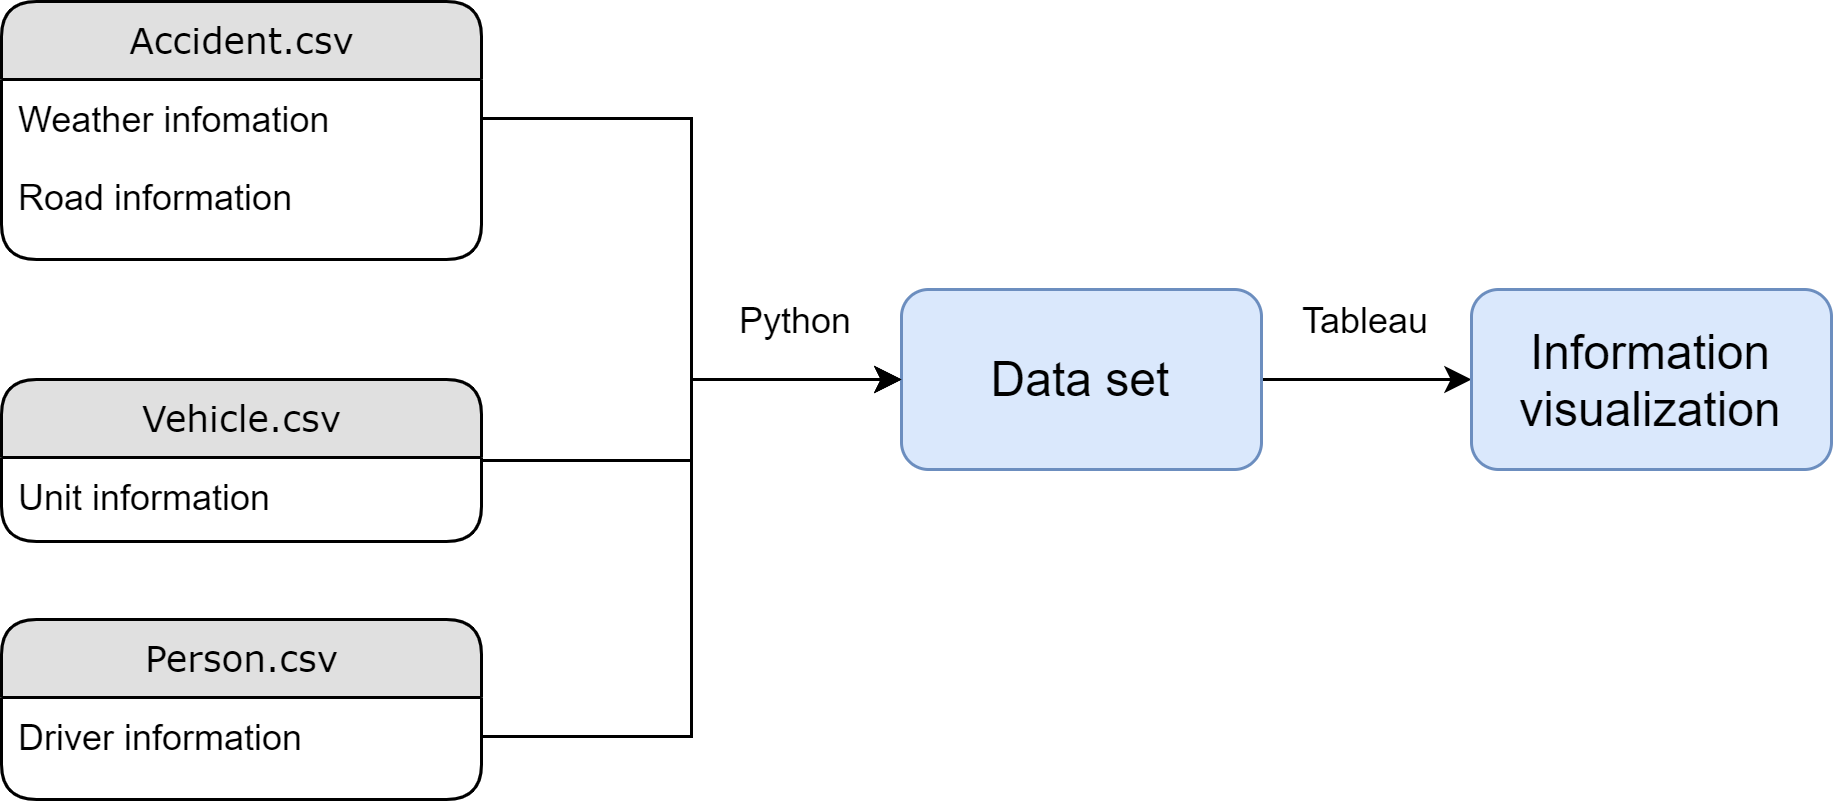 Accident.csv
Weather infomation
Road information
Vehicle.csv
Unit information
Person.csv
Driver information
Python
Data set
Tableau
Information
visualization